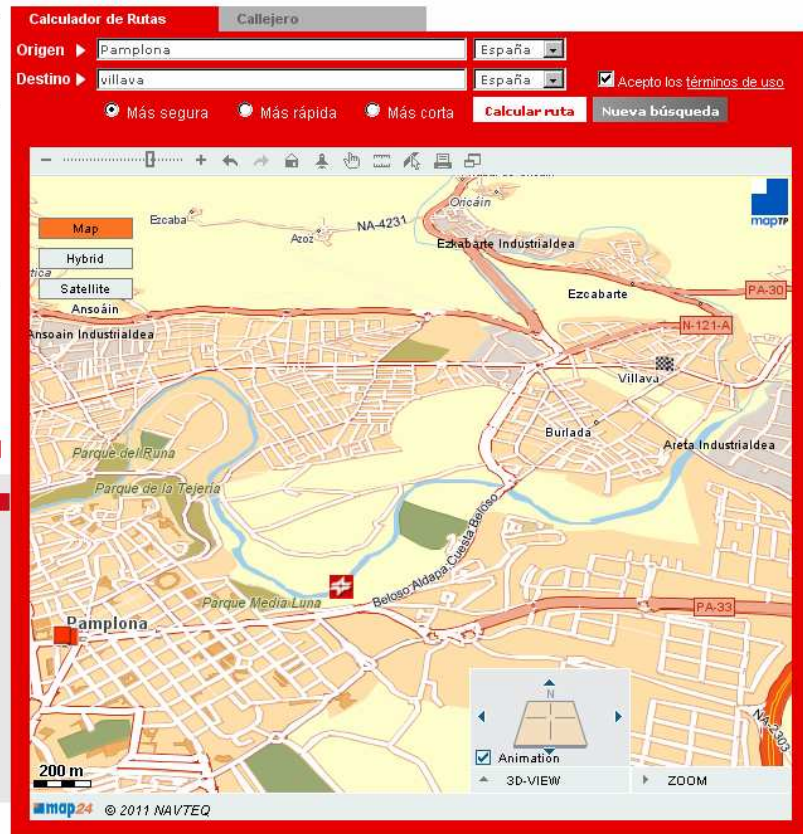 Calculador de Rutas
Callejero
Origen Pamplona España
Destino villava España Acepto los términos de uso
Más segura Más rápida Más corta Calcular ruta Nueva búsqueda
Oricáin
mapTP
Map
Ezcaba
Azoz
NA-4231
Ezkabarte Industrialdea
Hybrid
Satellite
Ezcabarte
PA-30
Ansoáin
Ansoain Industrialdea
N-121-A
Villava
Burlada
Areta Industrialdea
Parque del Runa
Parque de la Tejería
Beloso Aldapa,Cuesta Beloso
Parque Media Luna
PA-33
Pamplona
N
NA-2303
Animation
200 m
3D-VIEW ZOOM
map24 © 2011 NAVTEQ